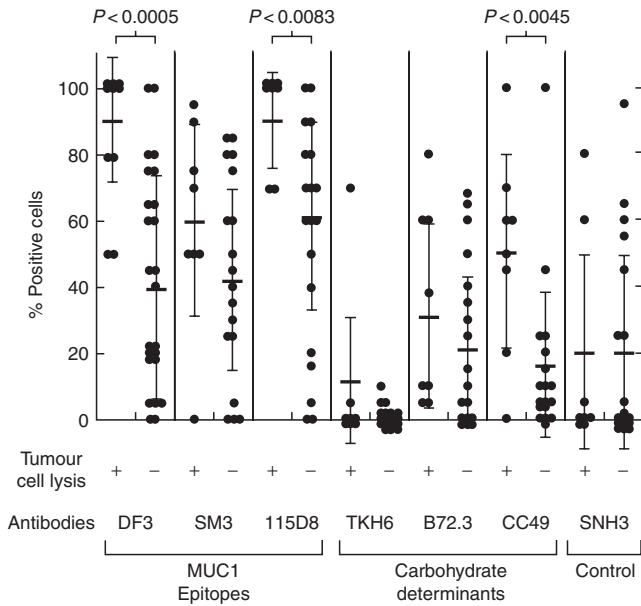 P < 0.0005 P < 0.0083 P < 0.0045
100
80
60
40
20
0
% Positive cells
Tumour
cell lysis
+ – + – + – + – + – + – + –
Antibodies DF3 SM3 115D8 TKH6 B72.3 CC49 SNH3
MUC1 Carbohydrate Control
Epitopes determinants